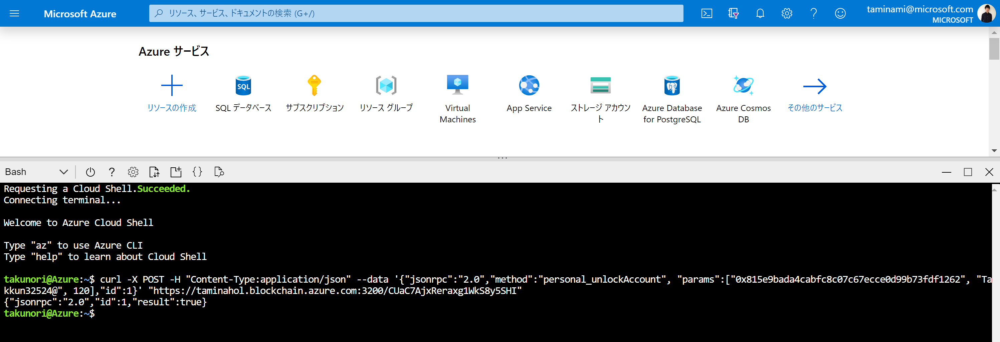 Microsoft Azure
リソース、サービス、ドキュメントの検索 (G+/)
taminami@microsoft.com
MICROSOFT
Azure サービス
リソースの作成
SQL
SQL データベース
サブスクリプション
リソース グループ
Virtual
Machines
App Service
ストレージ アカウン
ト
Azure Database
for PostgreSQL
Azure Cosmos
DB
その他のサービス
Bash
Requesting a Cloud Shell.Succeeded.
Connecting terminal...
Welcome to Azure Cloud Shell
Type "az" to use Azure CLI
Type "help" to learn about Cloud Shell
takunori@Azure:~$ curl -X POST -H "Content-Type:application/json" --data '{"jsonrpc":"2.0","method":"personal_unlockAccount", "params":["0x815e9bada4cabfc8c07c67ecce0d99b73fdf1262", "Ta
kkun32524@", 120],"id":1}' "https://taminahol.blockchain.azure.com:3200/CUaC7AjxReraxg1WkS8y5SHI"
{"jsonrpc":"2.0","id":1,"result":true}
takunori@Azure:~$